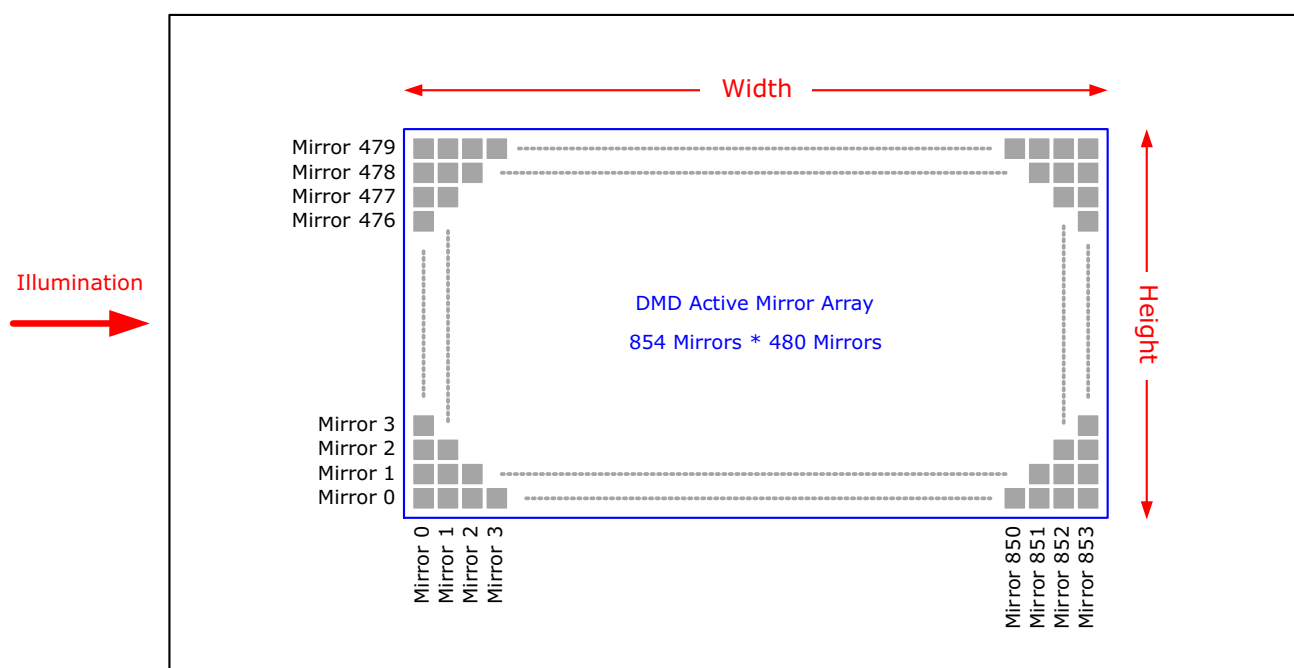 Width
Mirror 479
Mirror 478
Mirror 477
Mirror 476
Illumination
DMD Active Mirror Array
854 Mirrors * 480 Mirrors
Height
Mirror 3
Mirror 2
Mirror 1
Mirror 0
Mirror 0
Mirror 1
Mirror 2
Mirror 3
Mirror 850
Mirror 851
Mirror 852
Mirror 853